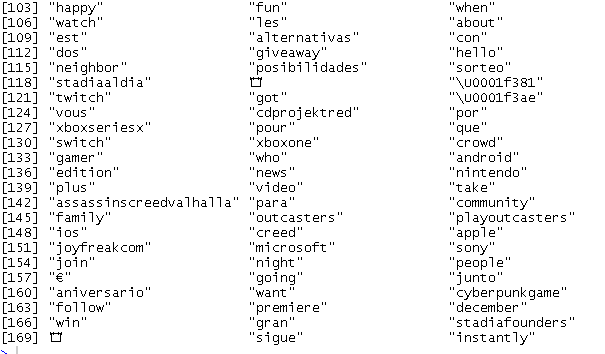 [103] "happy" "fun" "when"
[106] "watch" "les" "about"
[109] "est" "alternativas" "con"
[112] "dos" "giveaway" "hello"
[115] "neighbor" "posibilidades" "sorteo"
[118] "stadiaaldia" "\U0001f381"
[121] "twitch" "got" "\U0001f3ae"
[124] "vous" "cdprojektred" "por"
[127] "xboxseriesx" "pour" "que"
[130] "switch" "xboxone" "crowd"
[133] "gamer" "who" "android"
[136] "edition" "news" "nintendo"
[139] "plus" "video" "take"
[142] "assassinscreedvalhalla" "para" "community"
[145] "family" "outcasters" "playoutcasters"
[148] "ios" "creed" "apple"
[151] "joyfreakcom" "microsoft" "sony"
[154] "join" "night" "people"
[157] "€" "going" "junto"
[160] "aniversario" "want" "cyberpunkgame"
[163] "follow" "premiere" "december"
[166] "win" "gran" "stadiafounders"
[169] "sigue" "instantly"
>